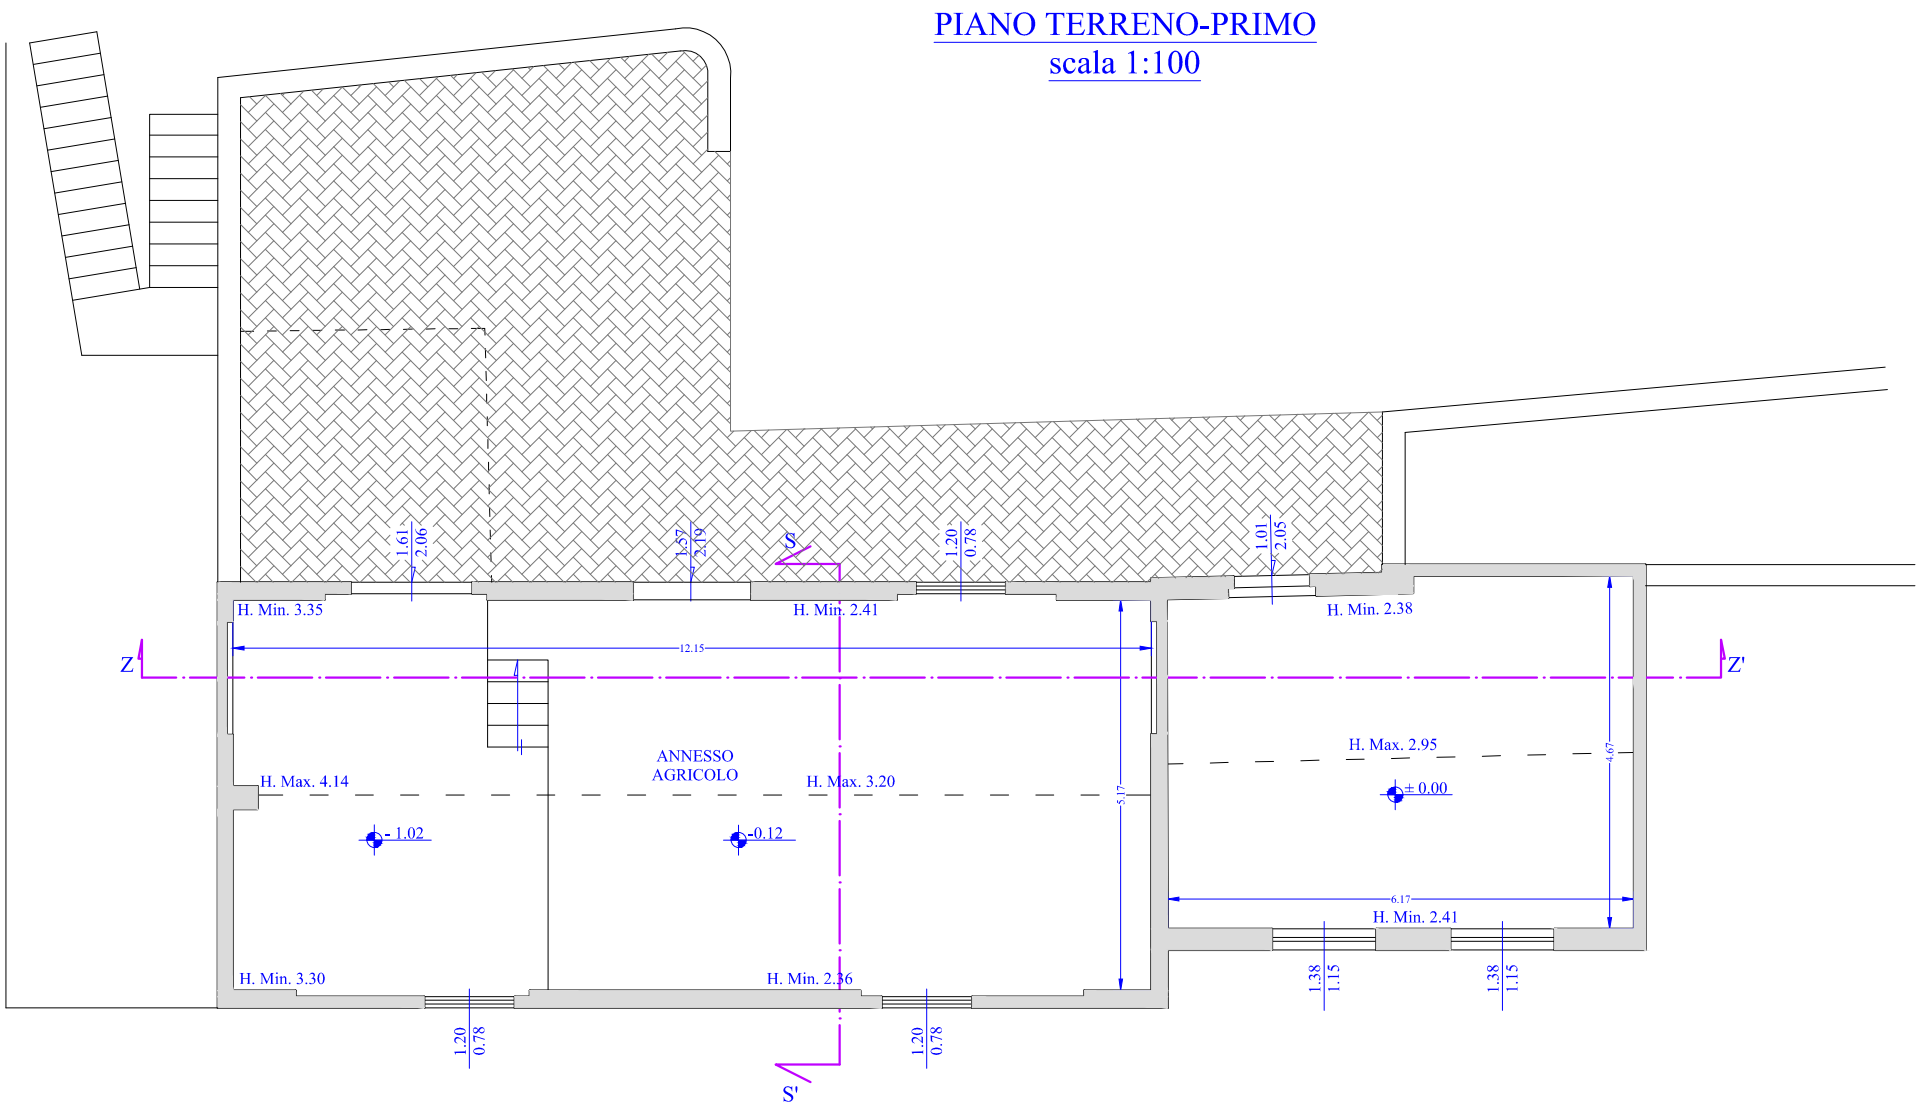 PIANO TERRENO-PRIMO
scala 1:100
1.61
2.06
1.57
2.19
S
1.20
0.78
1.01
2.05
H. Min. 3.35
H. Min. 2.41
H. Min. 2.38
12.15
Z
Z'
ANNESSO
AGRICOLO
H. Max. 4.14
H. Max. 3.20
H. Max. 2.95
4.67
5.17
± 0.00
- 1.02
-0.12
6.17
H. Min. 2.41
H. Min. 3.30
H. Min. 2.36
1.38
1.15
1.38
1.15
1.20
0.78
1.20
0.78
S'